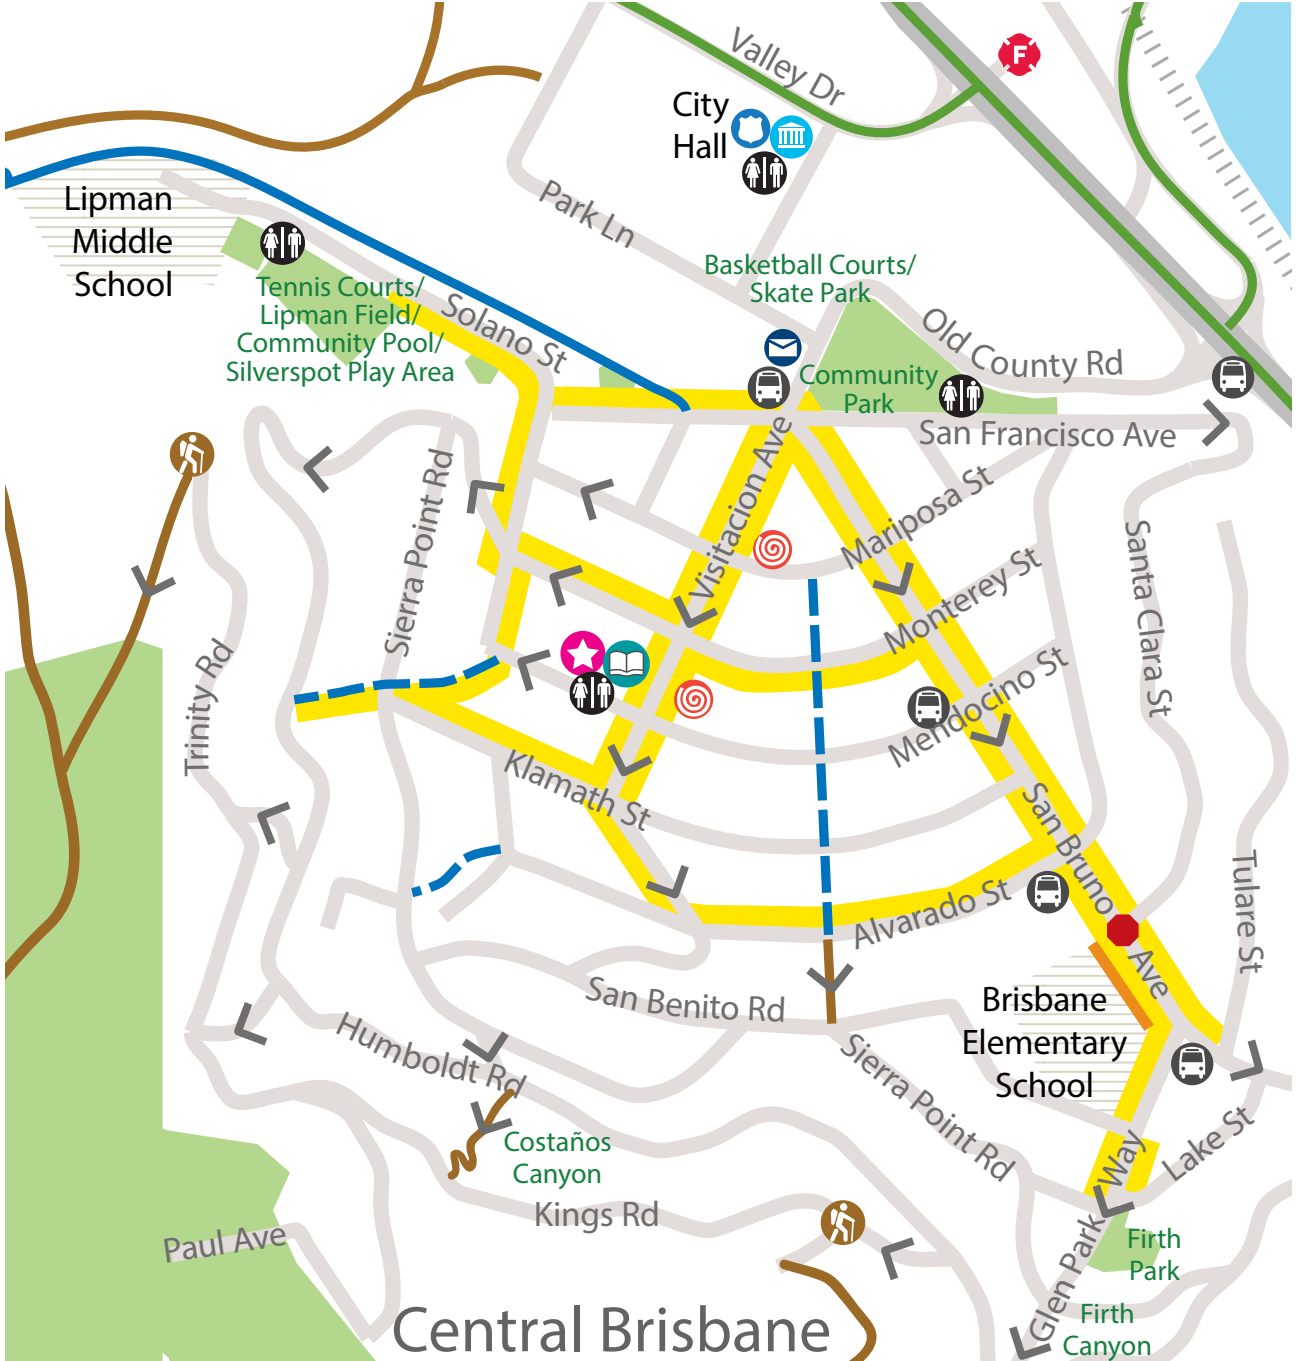 Valley Dr
F
City
Hall
Lipman
Middle
School
Park Ln
Basketball Courts/
Skate Park
Tennis Courts/
Lipman Field/
Community Pool/
Silverspot Play Area
Solano St
Old County Rd
Community
Park
San Francisco Ave
Visitacion Ave
Sierra Point Rd
Mariposa St
Santa Clara St
Monterey St
Trinity Rd
Mendocino St
Klamath St
San Bruno
Ave
Tulare St
Alvarado St
San Benito Rd
Brisbane
Elementary
School
Humboldt Rd
Sierra Point Rd
Costaños
Canyon
Lake St
Glen Park
Way
Kings Rd
Paul Ave
Firth
Park
Firth
Canyon
Central Brisbane